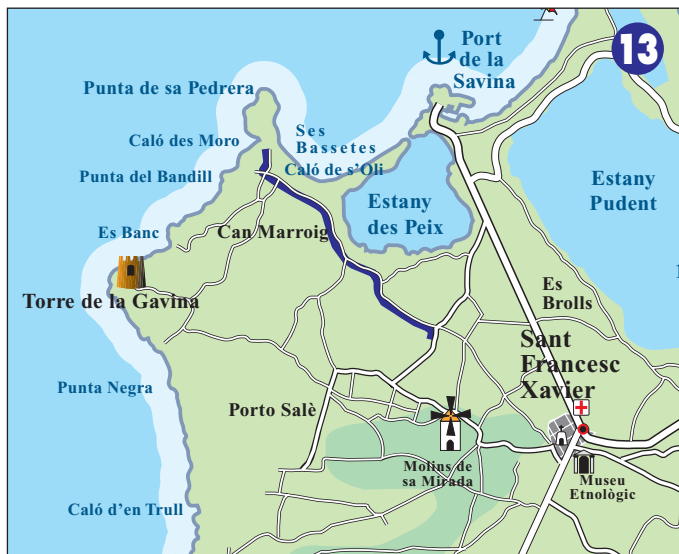 Port
de la
Savina
13
Punta de sa Pedrera
Ses
Bassetes
Caló des Moro
Caló de s'Oli
Punta del Bandill
Estany
des Peix
Estany
Pudent
Es Banc
Can Marroig
Torre de la Gavina
Es
Brolls
Sant
Francesc
Xavier
Punta Negra
Porto Salè
Molins de
sa Mirada
Museu
Etnològic
Caló d'en Trull